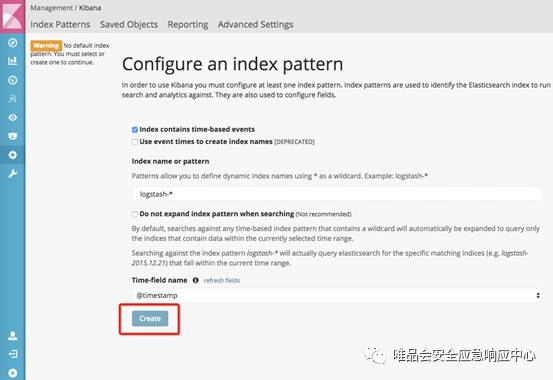 Management / Kibana
Index Patterns Saved Objects Reporting Advanced Settings
Warning No default index
pattern. You must select or
create one to continue.
Configure an index pattern
In order to use Kibana you must configure at least one index pattern. Index patterns are used to identify the Elasticsearch index to run
search and analytics against. They are also used to configure fields.
Index contains time-based events
Use event times to create index names [DEPRECATED]
Index name or pattern
Patterns allow you to define dynamic index names using * as a wildcard. Example: logstash-*
logstash-*
Do not expand index pattern when searching (Not recommended)
By default, searches against any time-based index pattern that contains a wildcard will automatically be expanded to query only
the indices that contain data within the currently selected time range.
Searching against the index pattern logstash-* will actually query elasticsearch for the specific matching indices (e.g. logstash-
2015.12.21) that fall within the current time range.
Time-field name refresh fields
@timestamp
Create
唯品会安全应急响应中心